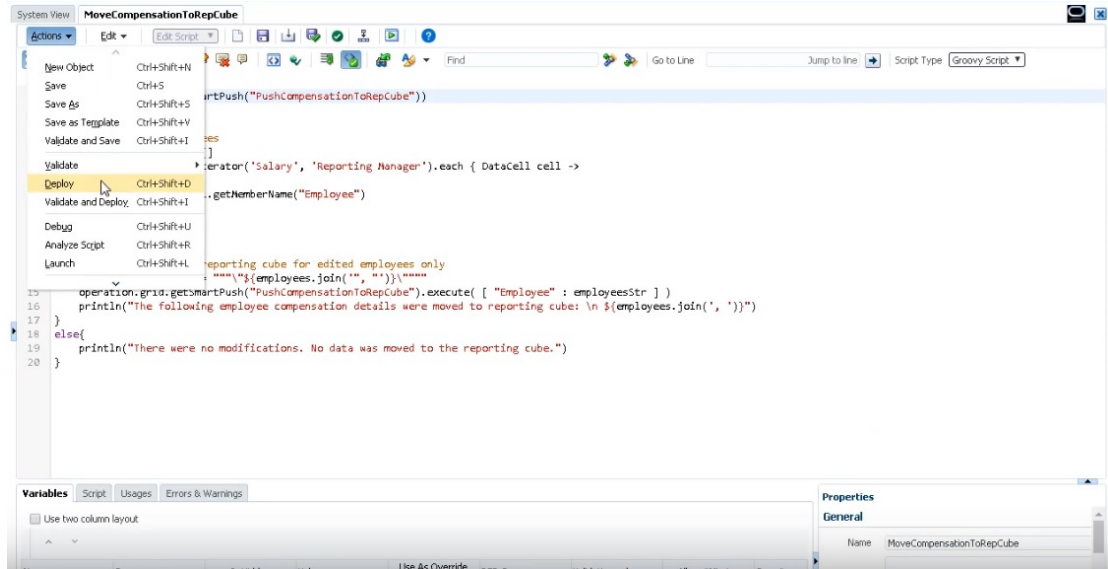 System View MoveCompensationToRepCube
Actions Edit Edit Script
Find Go to Line Jump to line Script Type Groovy Script
New Object Ctrl+Shift+N
Save Ctrl+S
Save As Ctrl+Shift+S
Save as Template Ctrl+Shift+V
Validate and Save Ctrl+Shift+I
Validate
Deploy Ctrl+Shift+D
Validate and Deploy Ctrl+Shift+I
Debug Ctrl+Shift+U
Analyze Script Ctrl+Shift+R
Launch Ctrl+Shift+L
artPush("PushCompensationToRepCube"))
ees
[]
erator('Salary', 'Reporting Manager').each { DataCell cell ->
.getMemberName("Employee")
reporting cube for edited employees only
= """\"${employees.join('", "')}\""""
15 operation.grid.getSmartPush("PushCompensationToRepCube").execute( [ "Employee" : employeesStr ] )
16 println("The following employee compensation details were moved to reporting cube: \n ${employees.join(', ')}")
17 }
18 else{
19 println("There were no modifications. No data was moved to the reporting cube.")
20 }
Variables Script Usages Errors & Warnings
Use two column layout
Properties
General
Name MoveCompensationToRepCube
Use As Override